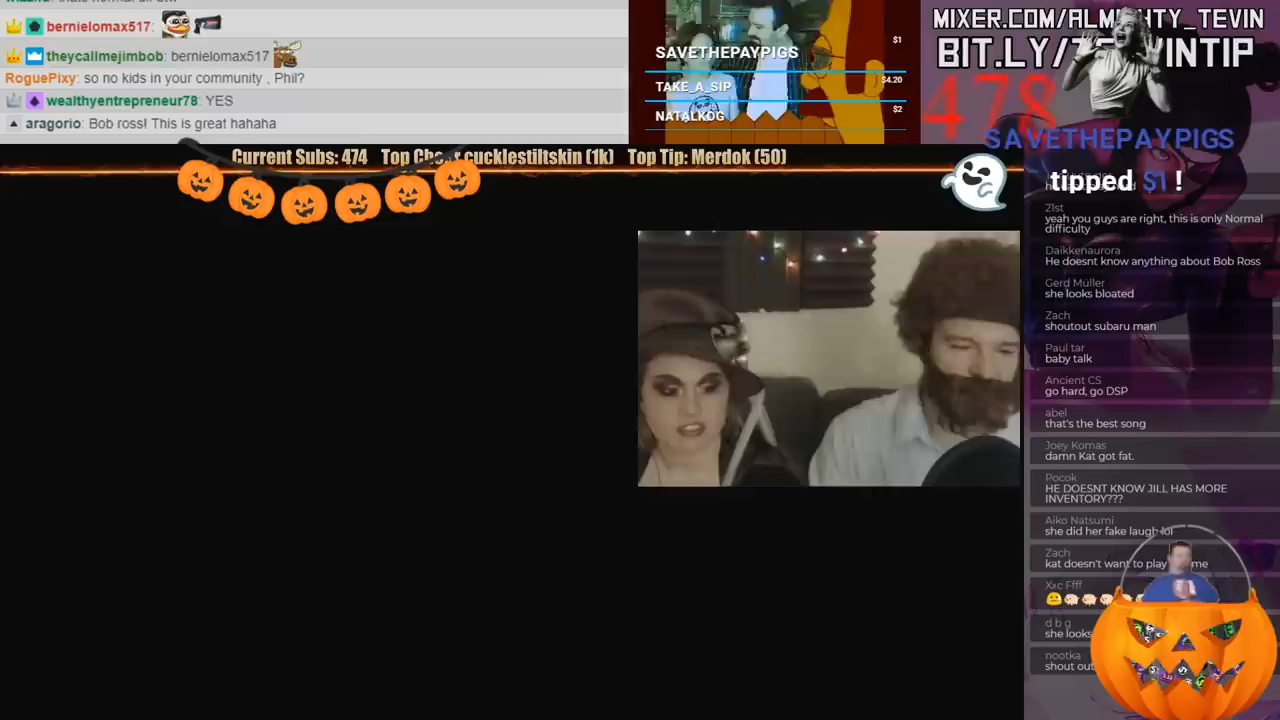 bernielomax517:
theycallmejimbob: bernielomax517
RoguePixy: so no kids in your community , Phil?
wealthyentrepreneur78: YES
aragorio: Bob ross! This is great hahaha
SAVETHEPAYPIGS $1
TAKE_A_SIP $4.20
NATALKOG $2
MIXER.COM/ALMIGHTY_TEVIN
478
SAVETHEPAYPIGS
tipped $1 !
Current Subs: 474 Top Cheer cucklestiltskin (1k) Top Tip: Merdok (50)
21st
yeah you guys are right, this is only Normal
difficulty
Daikkenaurora
He doesnt know anything about Bob Ross
Gerd Müller
she looks bloated
Zach
shoutout subaru man
Paul tar
baby talk
Ancient CS
go hard, go DSP
abel
that's the best song
Joey Komas
damn Kat got fat.
Pocok
HE DOESNT KNOW JILL HAS MORE
INVENTORY???
Aiko Natsumi
she did her fake laugh lol
Zach
kat doesn't want to play me
Xxc Ffff
d b g
she looks
nootka
shout out